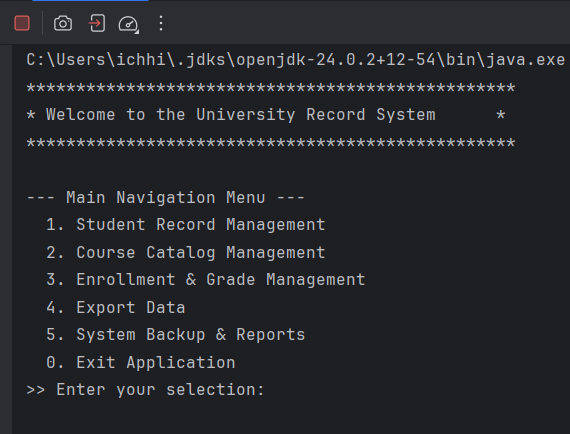 C:\Users\ichhi\.jdks\openjdk-24.0.2+12-54\bin\java.exe
*************************************************
* Welcome to the University Record System      *
*************************************************
--- Main Navigation Menu ---
  1. Student Record Management
  2. Course Catalog Management
  3. Enrollment & Grade Management
  4. Export Data
  5. System Backup & Reports
  0. Exit Application
>> Enter your selection: